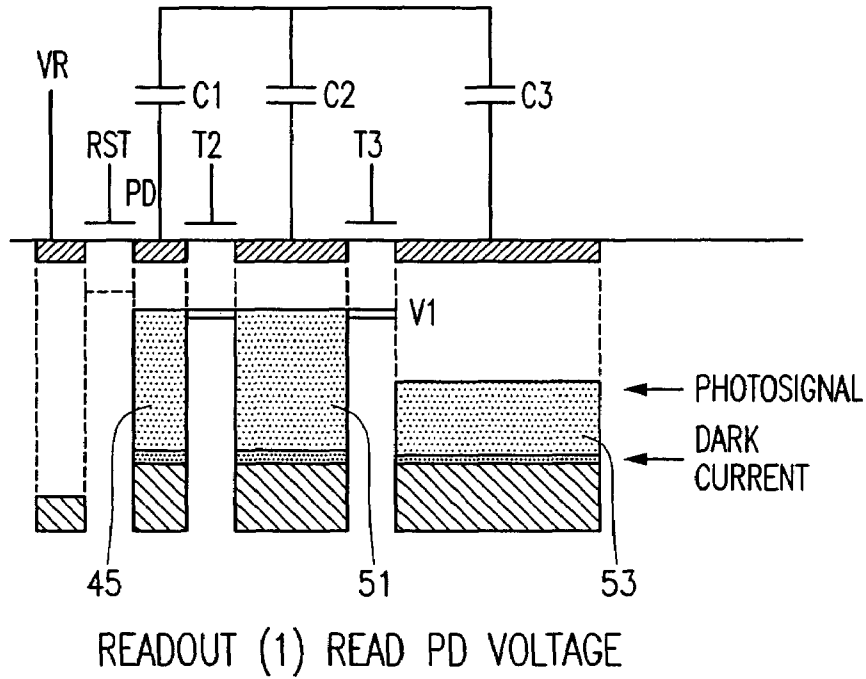 VR
C1
C2
C3
RST
T2
T3
PD
V1
PHOTOSIGNAL
DARK
CURRENT
45
51
53
READOUT (1) READ PD VOLTAGE